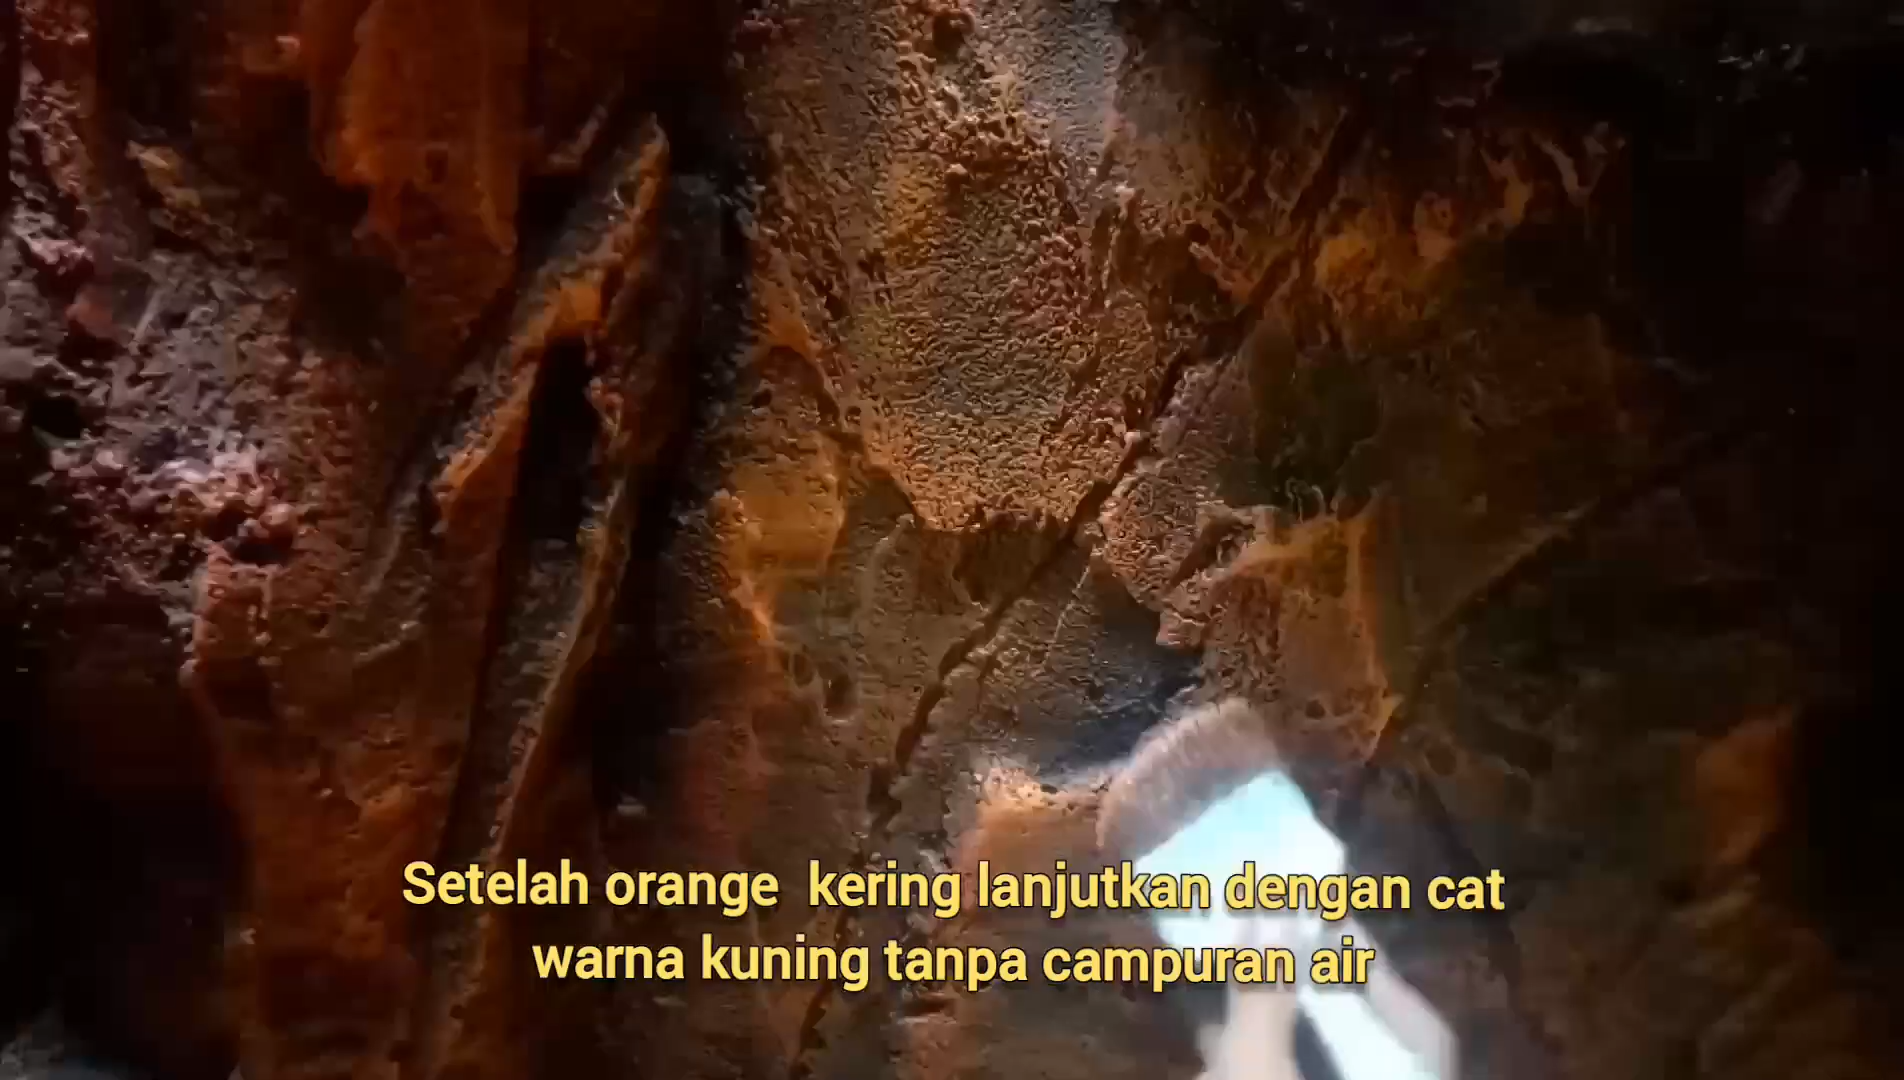 Setelah orange  kering lanjutkan dengan cat
warna kuning tanpa campuran air